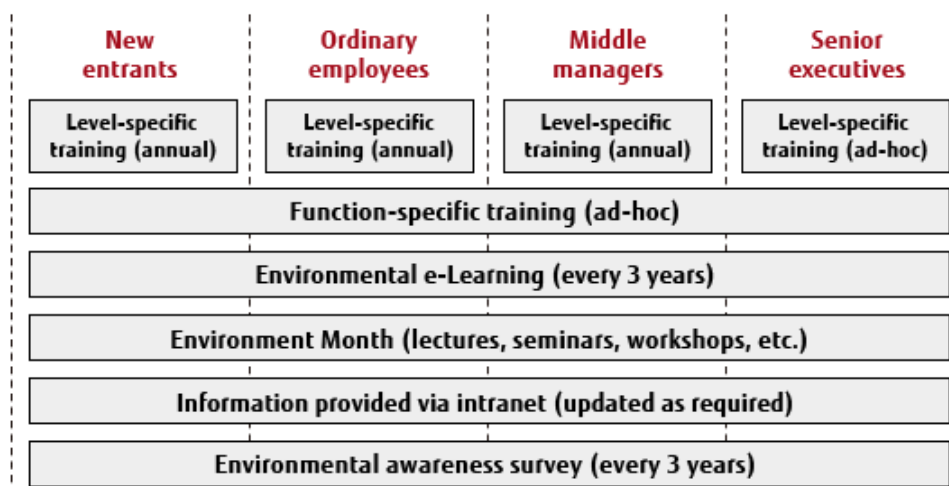 New
entrants
Ordinary
employees
Middle
managers
Senior
executives
Level-specific
training (annual)
Level-specific
training (annual)
Level-specific
training (annual)
Level-specific
training (ad-hoc)
Function-specific training (ad-hoc)
Environmental e-Learning (every 3 years)
Environment Month (lectures, seminars, workshops, etc.)
Information provided via intranet (updated as required)
Environmental awareness survey (every 3 years)